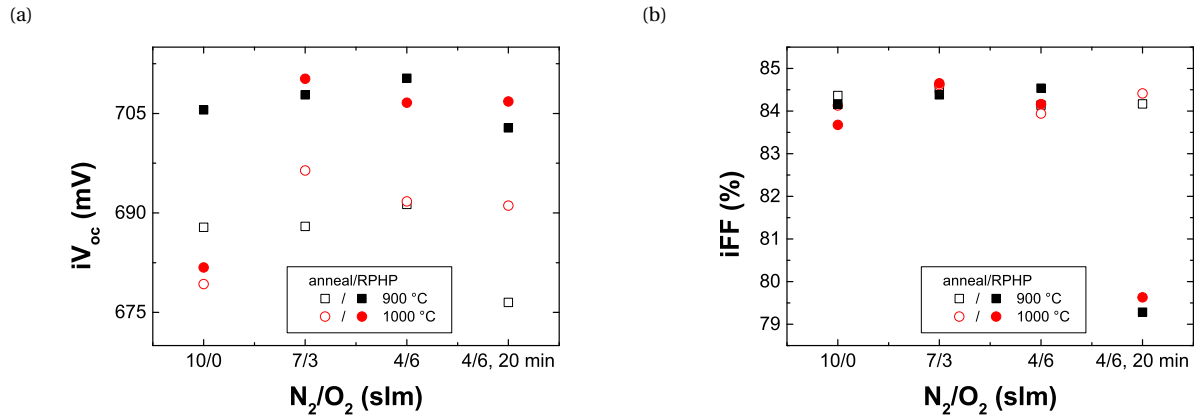 (a)
705
690
675
iVoc (mV)
anneal/RPHP
/ 900 °C
/ 1000 °C
10/0 7/3 4/6 4/6, 20 min
N2/O2 (slm)
(b)
85
84
83
82
81
80
79
iFF (%)
anneal/RPHP
/ 900 °C
/ 1000 °C
10/0 7/3 4/6 4/6, 20 min
N2/O2 (slm)